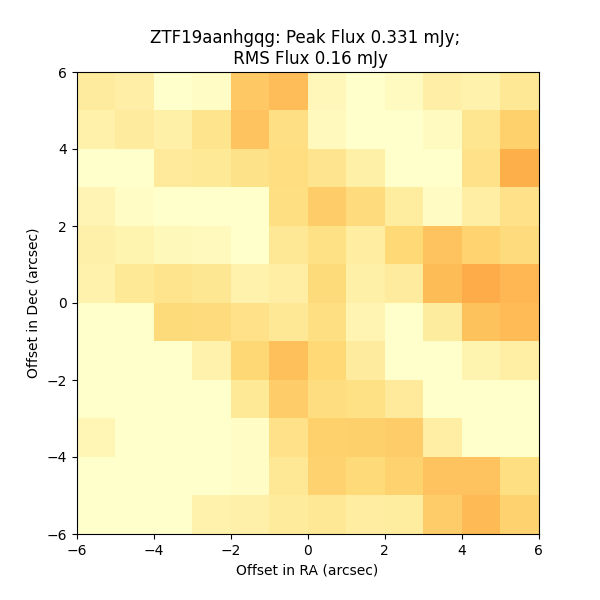 ZTF19aanhgqg: Peak Flux 0.331 mJy;
RMS Flux 0.16 mJy
6
4
2
0
−2
−4
−6
Offset in Dec (arcsec)
−6 −4 −2 0 2 4 6
Offset in RA (arcsec)